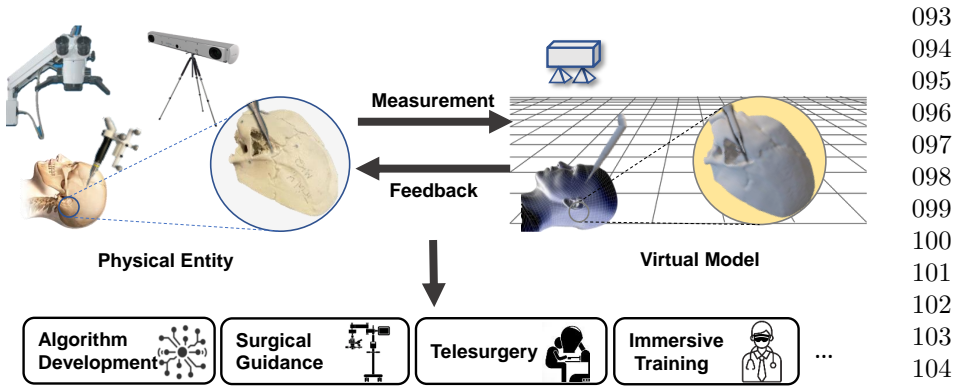 093
094
095
Measurement
096
097
098
Feedback
099
100
Physical Entity
Virtual Model
101
102
Algorithm
Development
Surgical
Guidance
Telesurgery
Immersive
Training
...
103
104